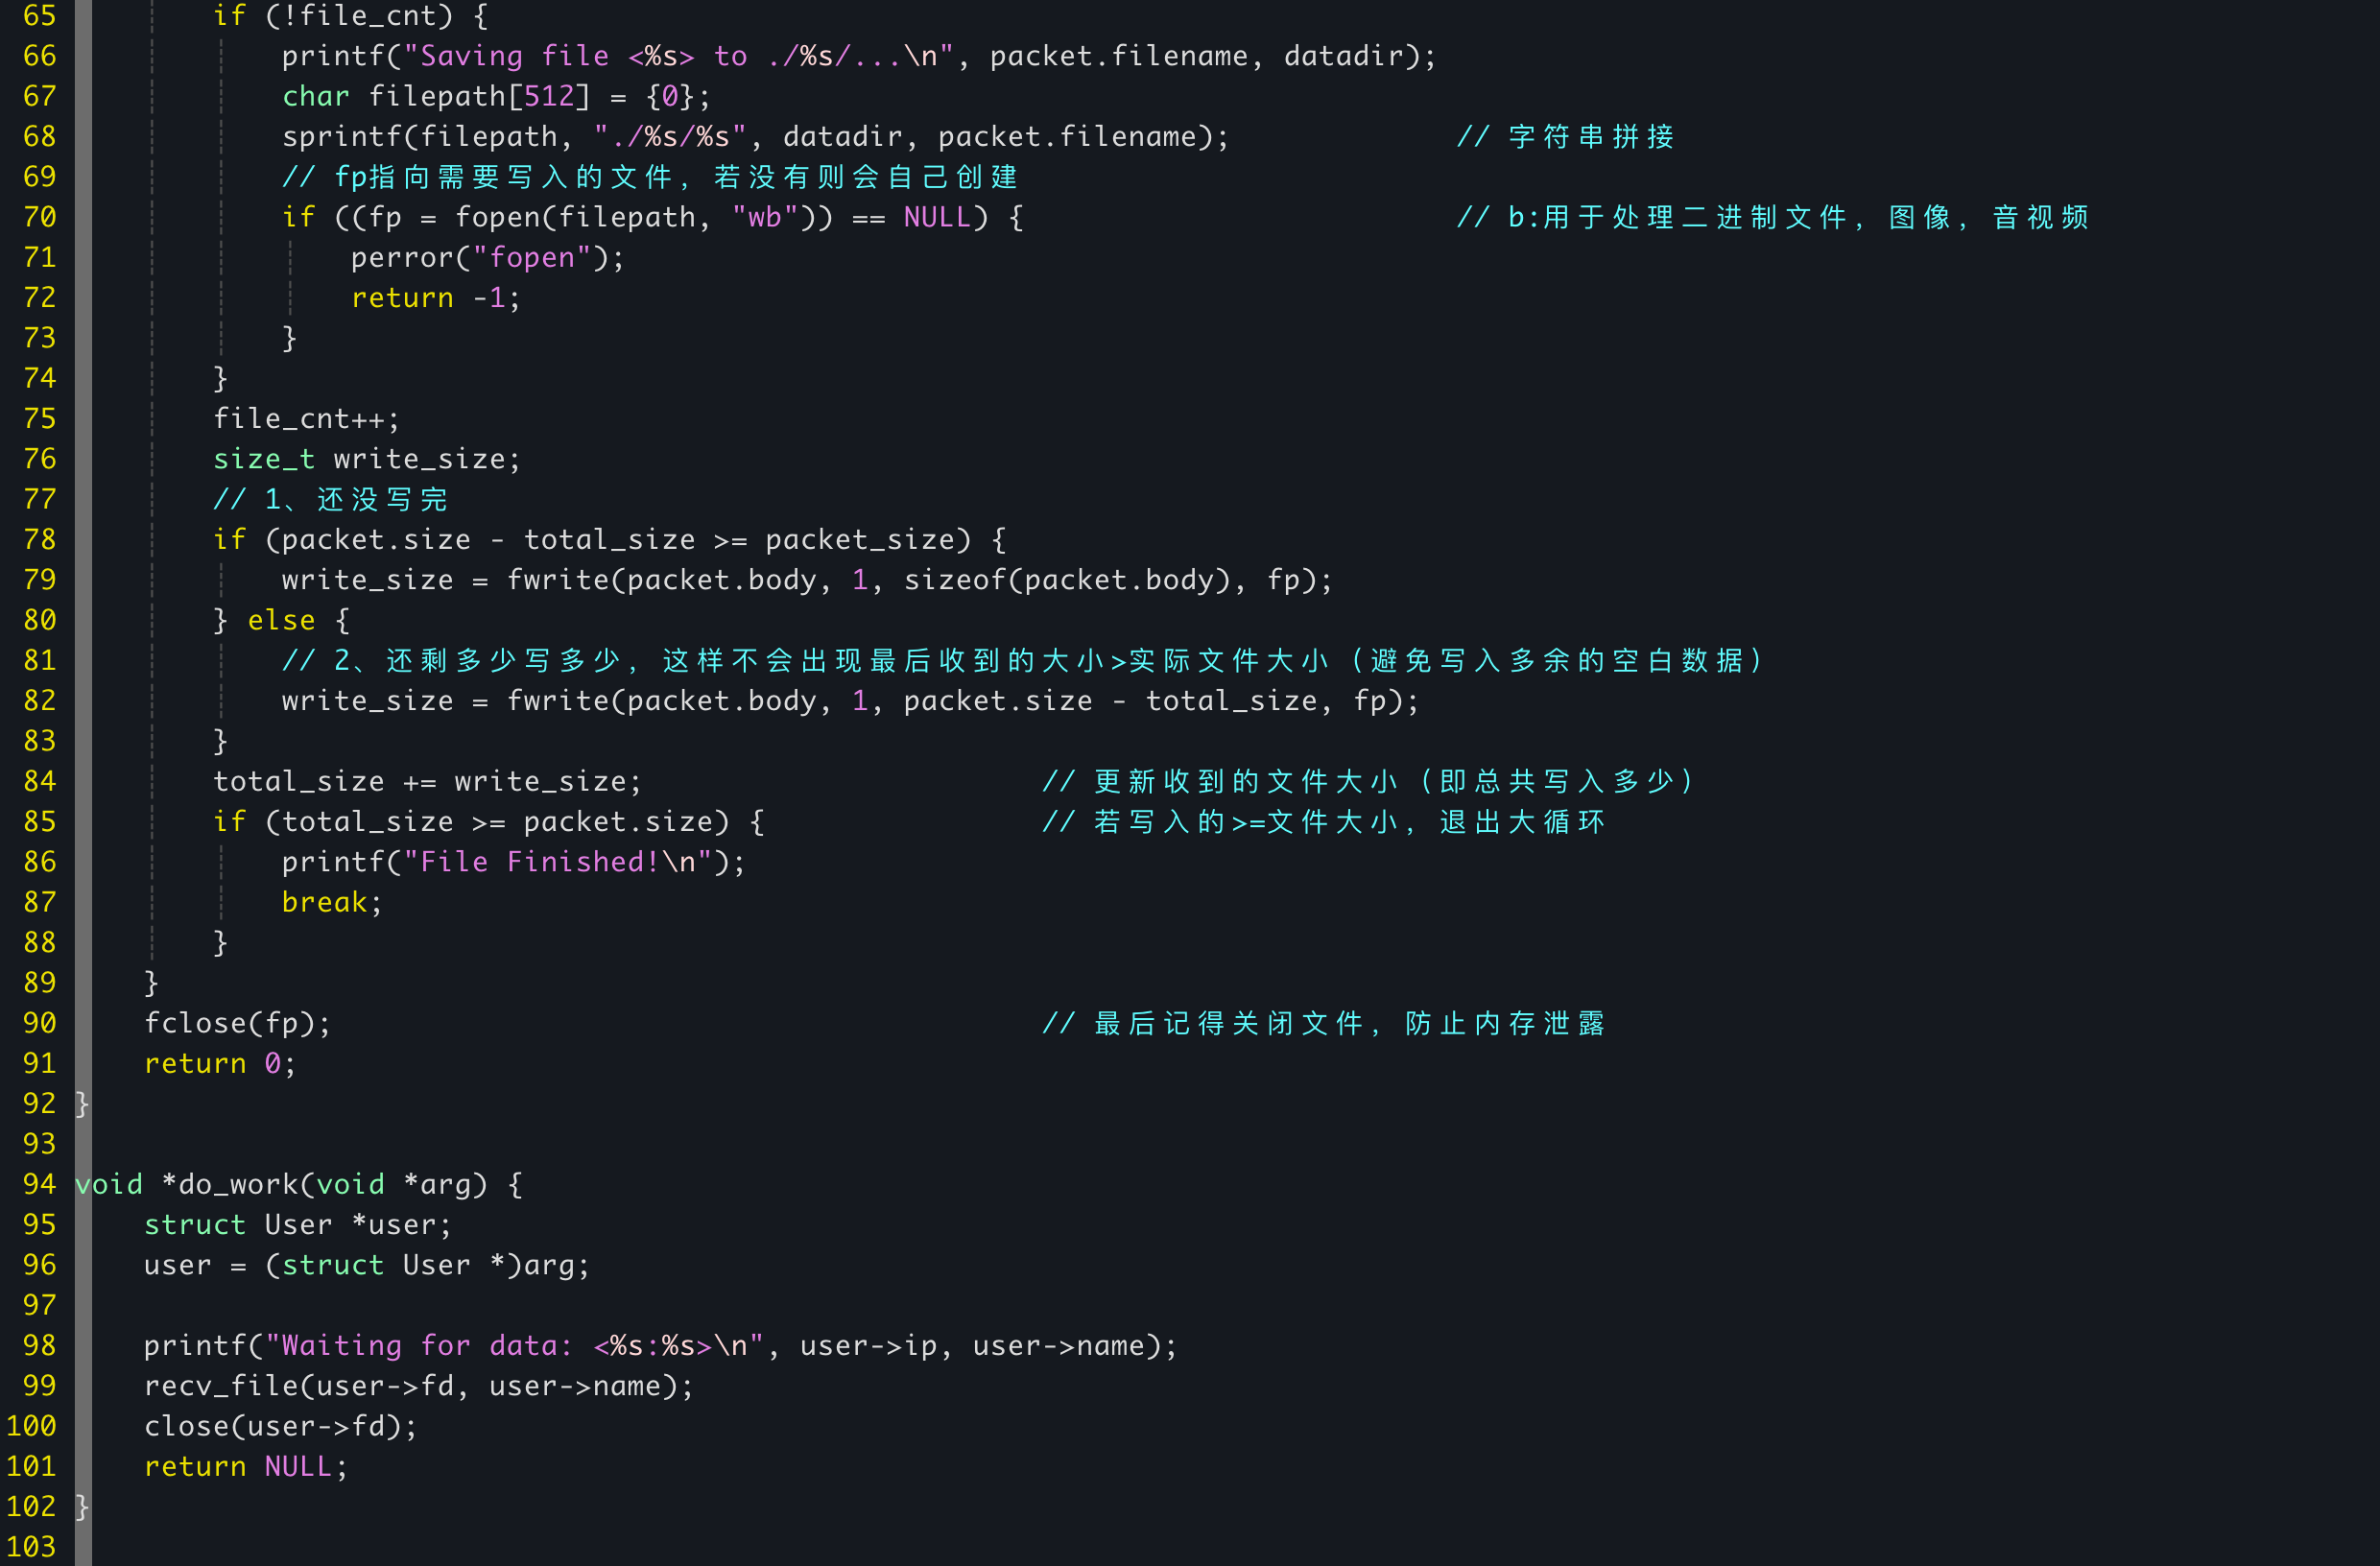 65 if (!file_cnt) {
66 printf("Saving file <%s> to ./%s/...\n", packet.filename, datadir);
67 char filepath[512] = {0};
68 sprintf(filepath, "./%s/%s", datadir, packet.filename); // 字符串拼接
69 // fp指向需要写入的文件，若没有则会自己创建
70 if ((fp = fopen(filepath, "wb")) == NULL) { // b:用于处理二进制文件，图像，音视频
71 perror("fopen");
72 return -1;
73 }
74 }
75 file_cnt++;
76 size_t write_size;
77 // 1、还没写完
78 if (packet.size - total_size >= packet_size) {
79 write_size = fwrite(packet.body, 1, sizeof(packet.body), fp);
80 } else {
81 // 2、还剩多少写多少，这样不会出现最后收到的大小>实际文件大小（避免写入多余的空白数据）
82 write_size = fwrite(packet.body, 1, packet.size - total_size, fp);
83 }
84 total_size += write_size; // 更新收到的文件大小（即总共写入多少）
85 if (total_size >= packet.size) { // 若写入的>=文件大小，退出大循环
86 printf("File Finished!\n");
87 break;
88 }
89 }
90 fclose(fp); // 最后记得关闭文件，防止内存泄露
91 return 0;
92 }
93
94 void *do_work(void *arg) {
95 struct User *user;
96 user = (struct User *)arg;
97
98 printf("Waiting for data: <%s:%s>\n", user->ip, user->name);
99 recv_file(user->fd, user->name);
100 close(user->fd);
101 return NULL;
102 }
103